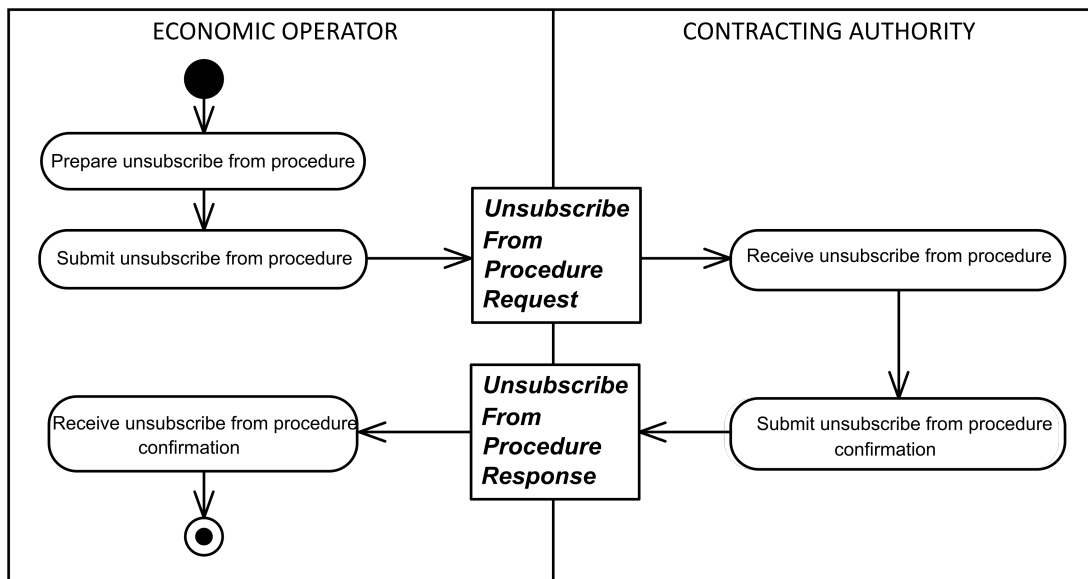 ECONOMIC OPERATOR
CONTRACTING AUTHORITY
Prepare unsubscribe from procedure
Submit unsubscribe from procedure
Unsubscribe
From
Procedure
Request
Receive unsubscribe from procedure
Receive unsubscribe from procedure
confirmation
Unsubscribe
From
Procedure
Response
Submit unsubscribe from procedure
confirmation